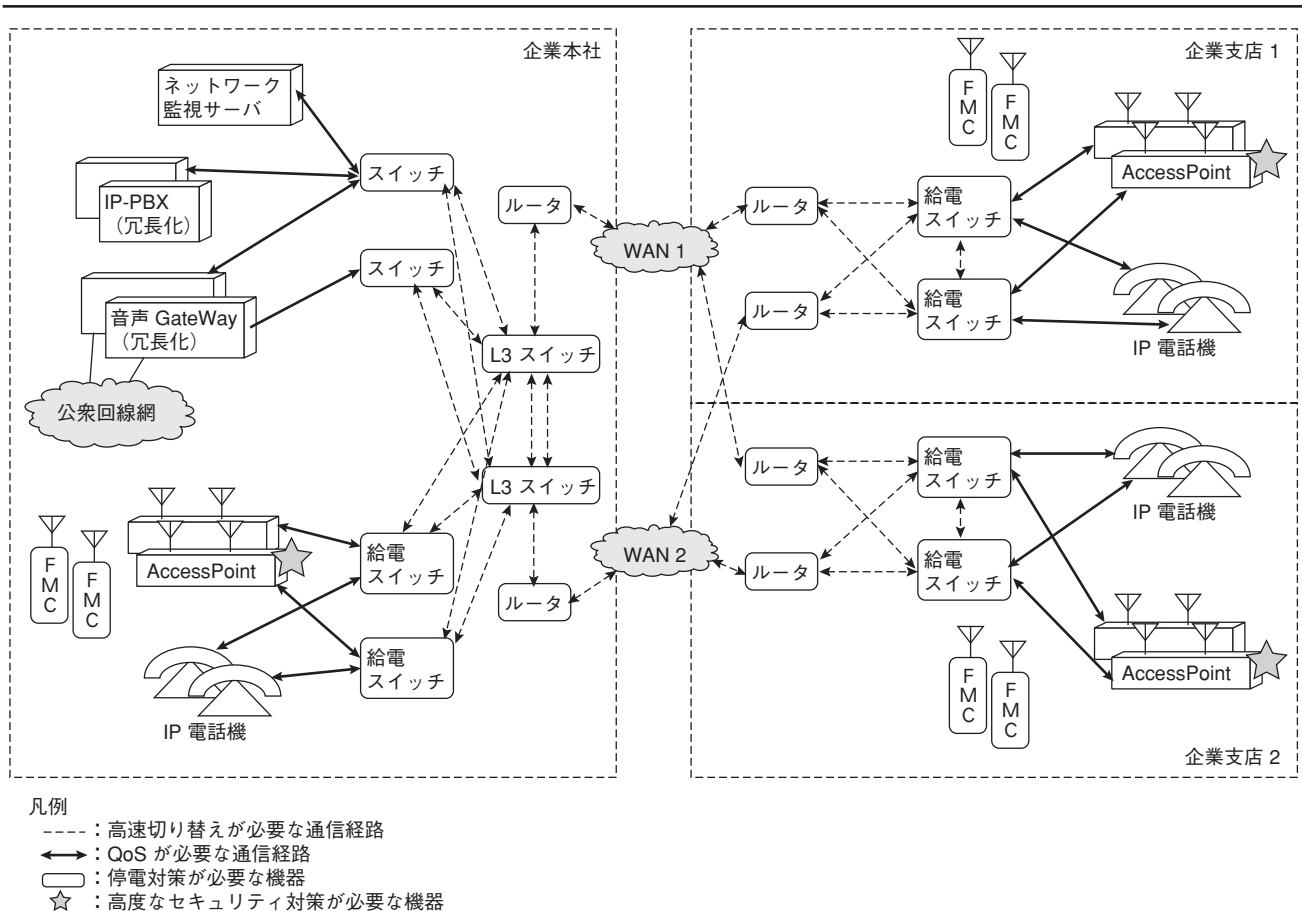 企業本社
ネットワーク
監視サーバ
IP-PBX
（冗長化）
音声 GateWay
（冗長化）
公衆回線網
スイッチ
スイッチ
ルータ
L3 スイッチ
L3 スイッチ
ルータ
F
M
C
F
M
C
AccessPoint
給電
スイッチ
給電
スイッチ
IP 電話機
WAN 1
WAN 2
企業支店 1
F
M
C
F
M
C
AccessPoint
ルータ
ルータ
給電
スイッチ
給電
スイッチ
IP 電話機
ルータ
ルータ
給電
スイッチ
給電
スイッチ
IP 電話機
F
M
C
F
M
C
AccessPoint
企業支店 2
凡例
：高速切り替えが必要な通信経路
：QoS が必要な通信経路
：停電対策が必要な機器
：高度なセキュリティ対策が必要な機器